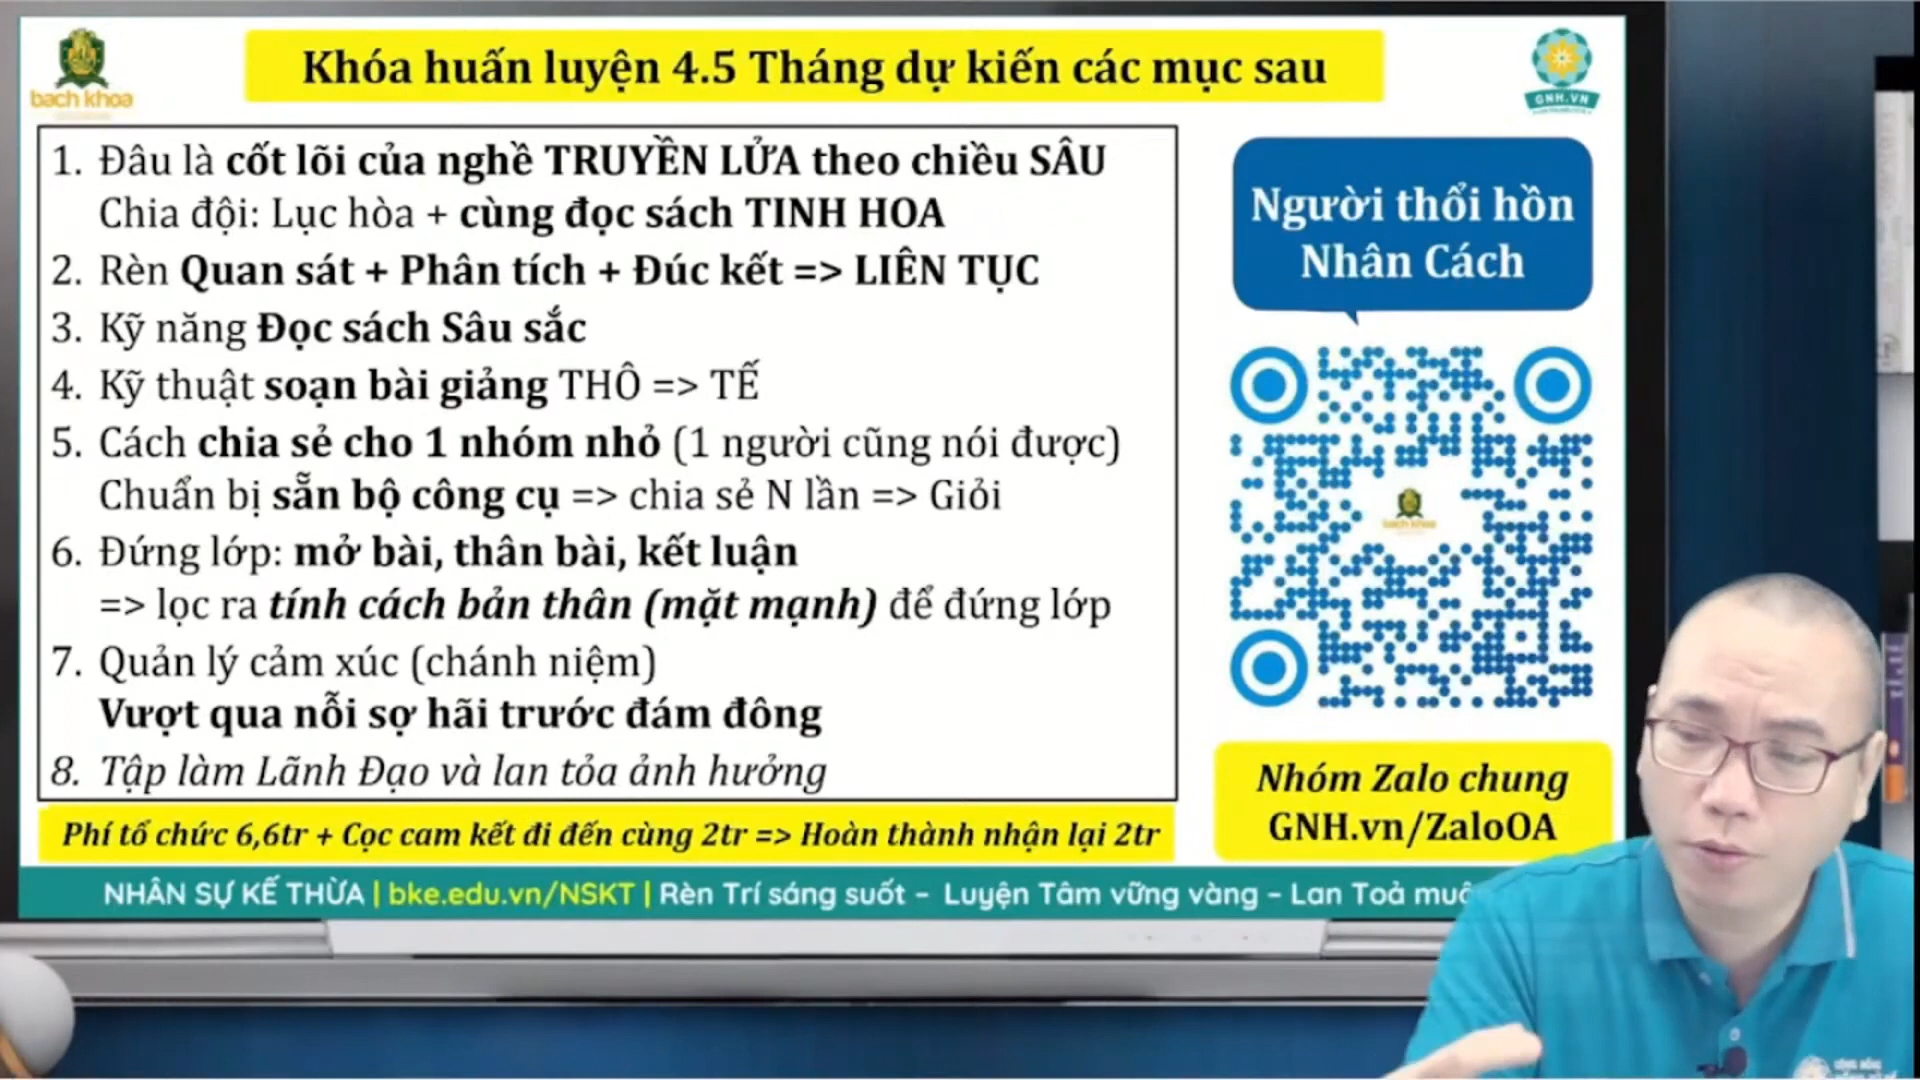 bach khoa
Khóa huấn luyện 4.5 Tháng dự kiến các mục sau
GNH.VN
1. Đâu là cốt lõi của nghề TRUYỀN LỬA theo chiều SÂU
Chia đội: Lục hòa + cùng đọc sách TINH HOA
2. Rèn Quan sát + Phân tích + Đúc kết => LIÊN TỤC
3. Kỹ năng Đọc sách Sâu sắc
4. Kỹ thuật soạn bài giảng THÔ => TẾ
5. Cách chia sẻ cho 1 nhóm nhỏ (1 người cũng nói được)
Chuẩn bị sẵn bộ công cụ => chia sẻ N lần => Giỏi
6. Đứng lớp: mở bài, thân bài, kết luận
=> lọc ra tính cách bản thân (mặt mạnh) để đứng lớp
7. Quản lý cảm xúc (chánh niệm)
Vượt qua nỗi sợ hãi trước đám đông
8. Tập làm Lãnh Đạo và lan tỏa ảnh hưởng
Phí tổ chức 6,6tr + Cọc cam kết đi đến cùng 2tr => Hoàn thành nhận lại 2tr
Người thổi hồn
Nhân Cách
bach khoa
Nhóm Zalo chung
GNH.vn/ZaloOA
NHÂN SỰ KẾ THỪA | bke.edu.vn/NSKT | Rèn Trí sáng suốt – Luyện Tâm vững vàng – Lan Toả